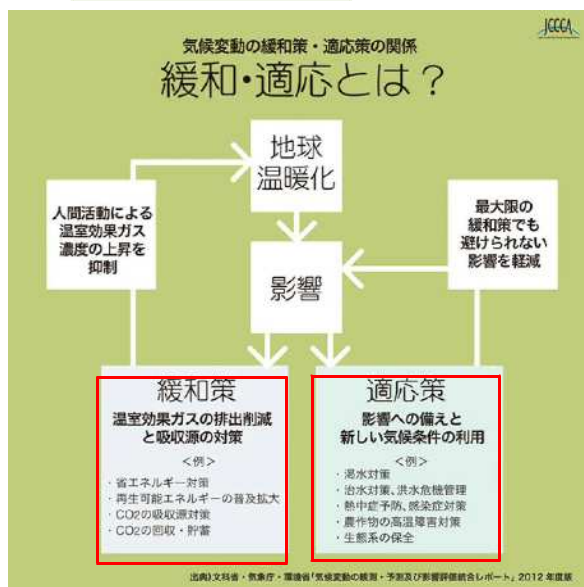 JCCCA
気候変動の緩和策・適応策の関係
緩和・適応とは？
地球
温暖化
人間活動による
温室効果ガス
濃度の上昇を
抑制
最大限の
緩和策でも
避けられない
影響を軽減
影響
緩和策
温室効果ガスの排出削減
と吸収源の対策
＜例＞
・省エネルギー対策
・再生可能エネルギーの普及拡大
・CO2の吸収源対策
・CO2の回収・貯蓄
適応策
影響への備えと
新しい気候条件の利用
＜例＞
・渇水対策
・治水対策、洪水危機管理
・熱中症予防、感染症対策
・農作物の高温障害対策
・生態系の保全
出典）文科省・気象庁・環境省「気候変動の観測・予測及び影響評価統合レポート」2012年度版